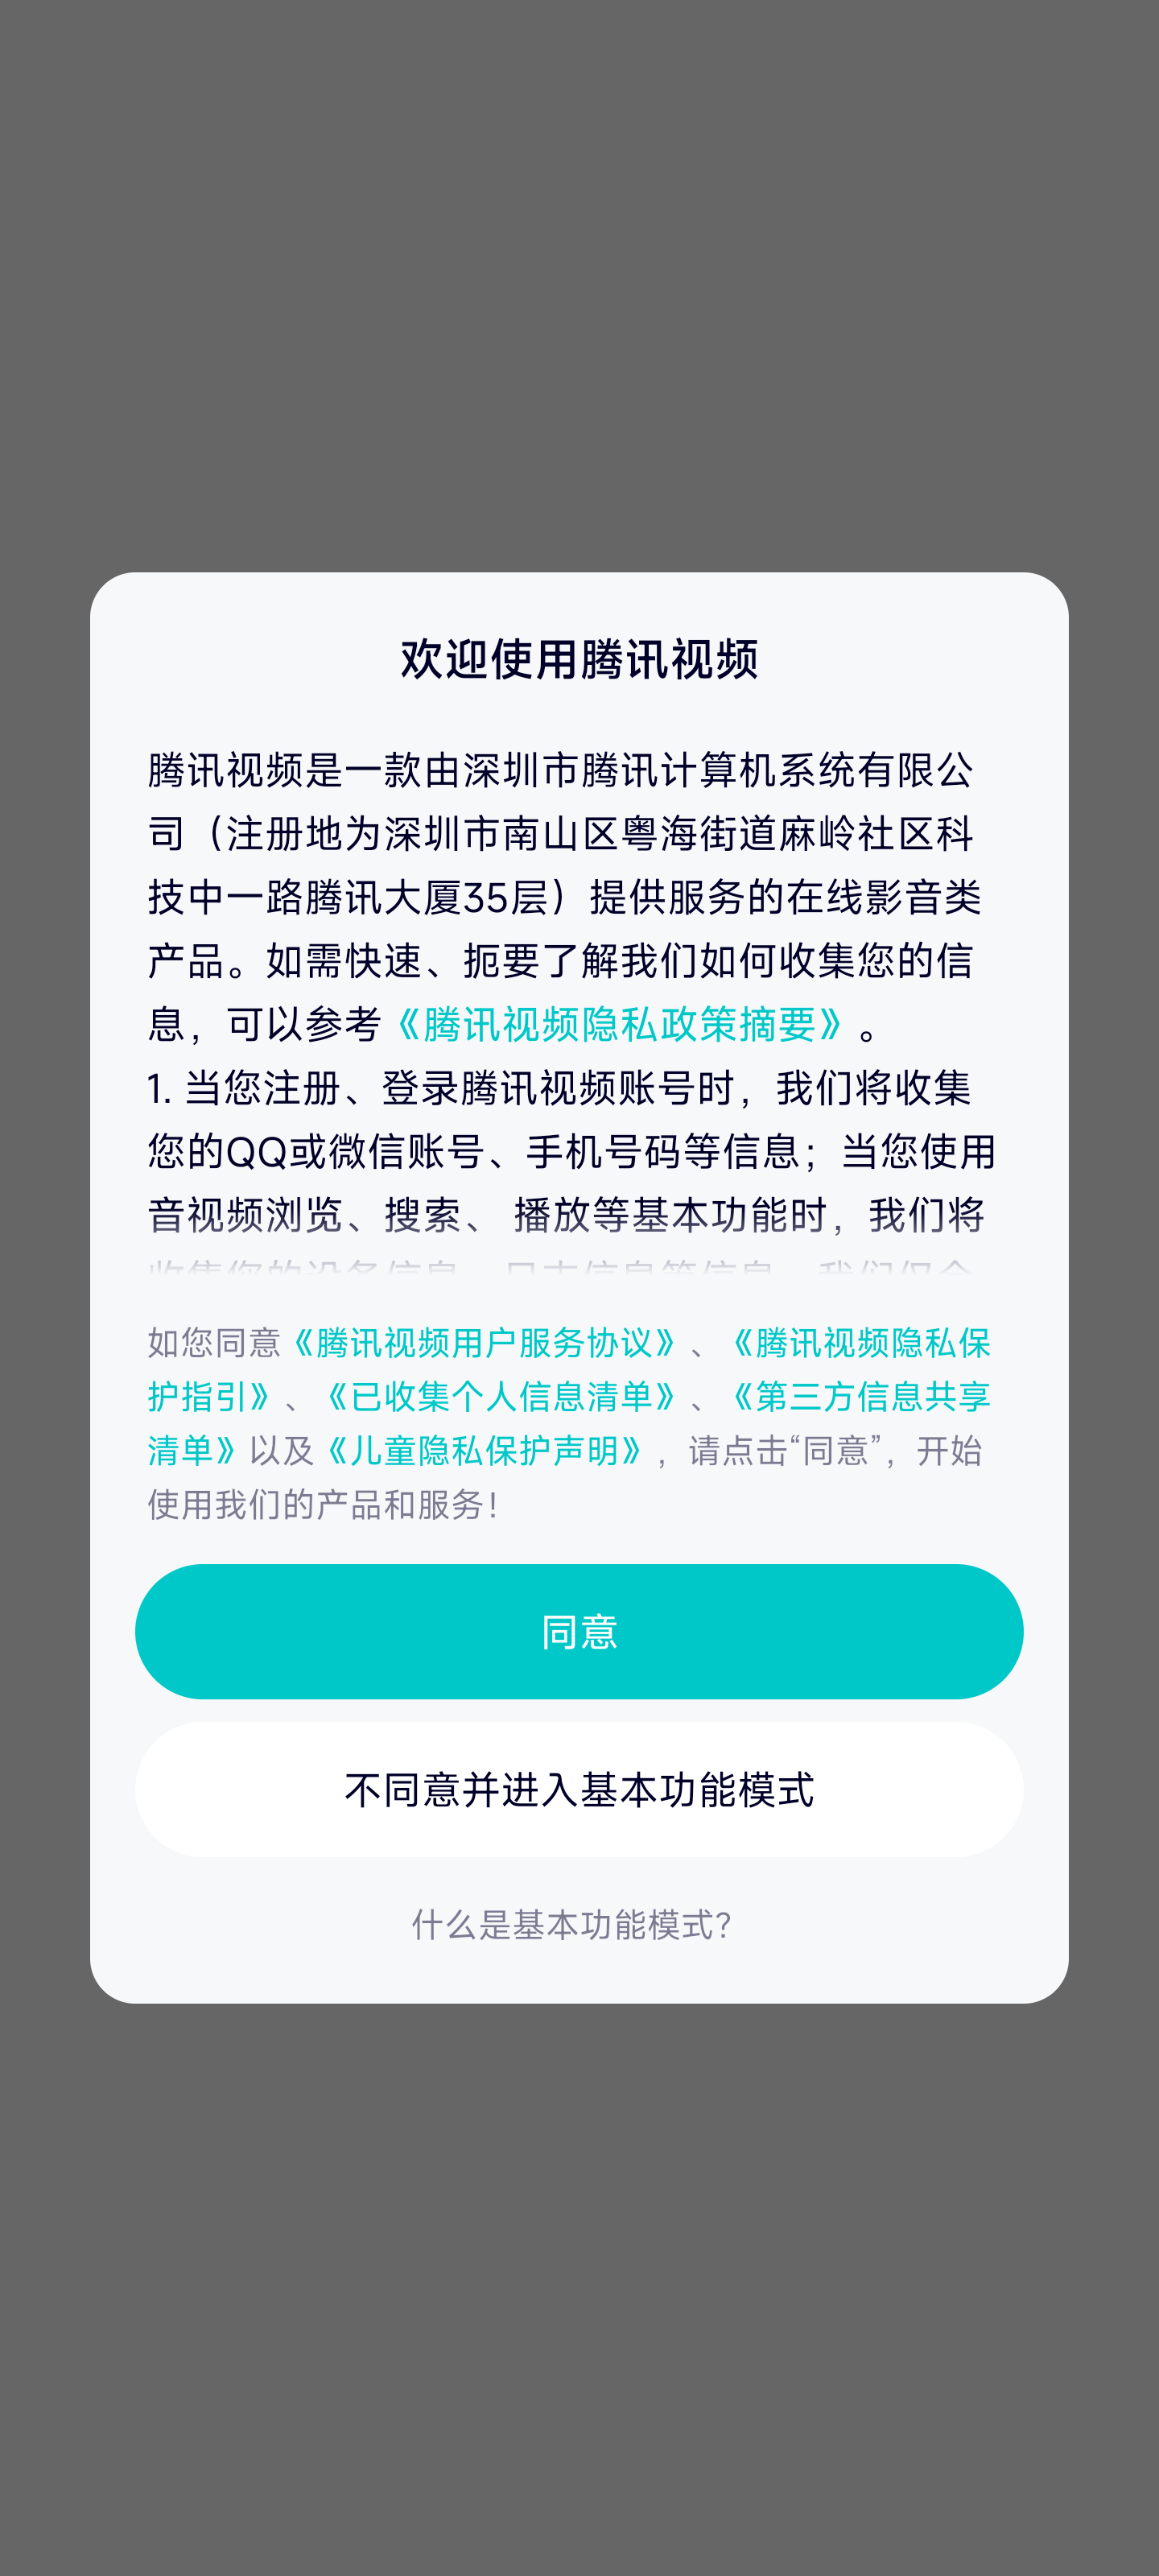 欢迎使用腾讯视频
腾讯视频是一款由深圳市腾讯计算机系统有限公
司（注册地为深圳市南山区粤海街道麻岭社区科
技中一路腾讯大厦35层）提供服务的在线影音类
产品。如需快速、扼要了解我们如何收集您的信
息，可以参考《腾讯视频隐私政策摘要》。
1. 当您注册、登录腾讯视频账号时，我们将收集
您的QQ或微信账号、手机号码等信息；当您使用
音视频浏览、搜索、 播放等基本功能时，我们将
如您同意《腾讯视频用户服务协议》、《腾讯视频隐私保
护指引》、《已收集个人信息清单》、《第三方信息共享
清单》以及《儿童隐私保护声明》，请点击“同意”，开始
使用我们的产品和服务！
同意
不同意并进入基本功能模式
什么是基本功能模式？